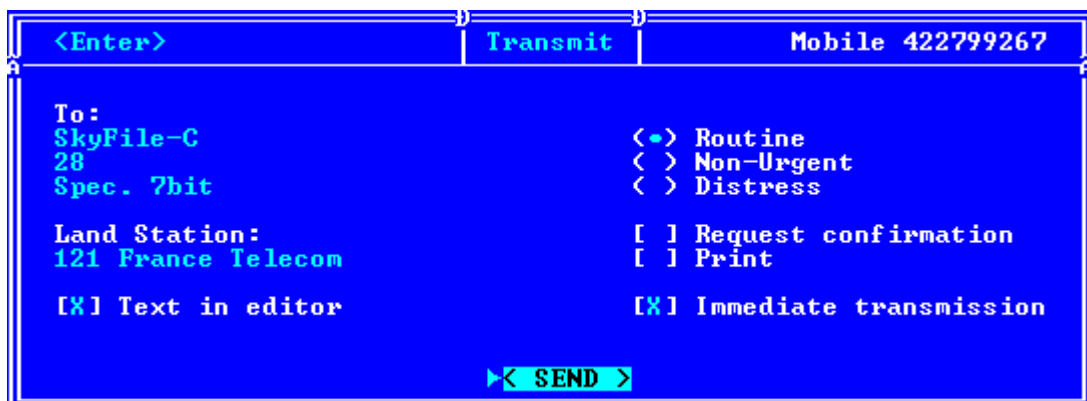 <Enter> Transmit Mobile 422799267
To:
SkyFile-C (•) Routine
28 ( ) Non-Urgent
Spec. 7bit ( ) Distress
Land Station: [ ] Request confirmation
121 France Telecom [ ] Print
[X] Text in editor [X] Immediate transmission
< SEND >